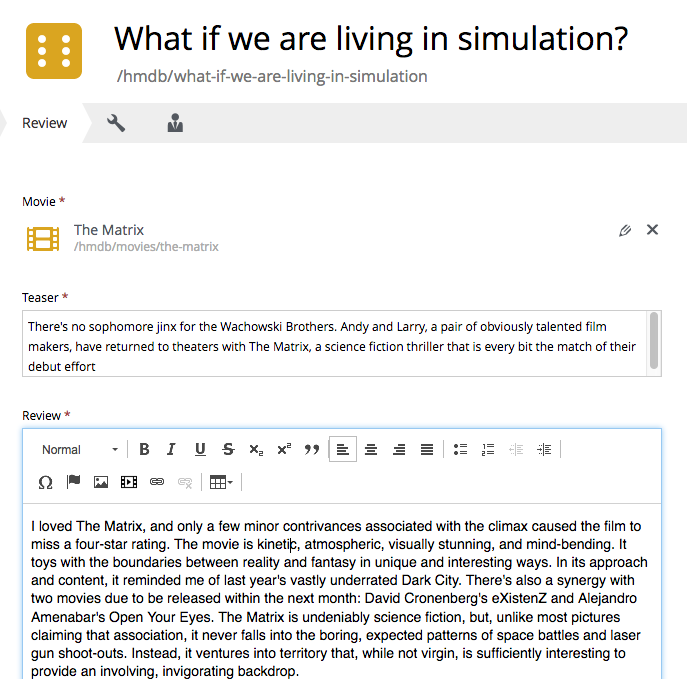 What if we are living in simulation?
/hmdb/what-if-we-are-living-in-simulation
Review
Movie *
The Matrix
/hmdb/movies/the-matrix
Teaser *
There's no sophomore jinx for the Wachowski Brothers. Andy and Larry, a pair of obviously talented film
makers, have returned to theaters with The Matrix, a science fiction thriller that is every bit the match of their
debut effort
Review *
Normal B I U S x₂ x² ”
Ω
I loved The Matrix, and only a few minor contrivances associated with the climax caused the film to
miss a four-star rating. The movie is kinetic, atmospheric, visually stunning, and mind-bending. It
toys with the boundaries between reality and fantasy in unique and interesting ways. In its approach
and content, it reminded me of last year's vastly underrated Dark City. There's also a synergy with
two movies due to be released within the next month: David Cronenberg's eXistenZ and Alejandro
Amenabar's Open Your Eyes. The Matrix is undeniably science fiction, but, unlike most pictures
claiming that association, it never falls into the boring, expected patterns of space battles and laser
gun shoot-outs. Instead, it ventures into territory that, while not virgin, is sufficiently interesting to
provide an involving, invigorating backdrop.